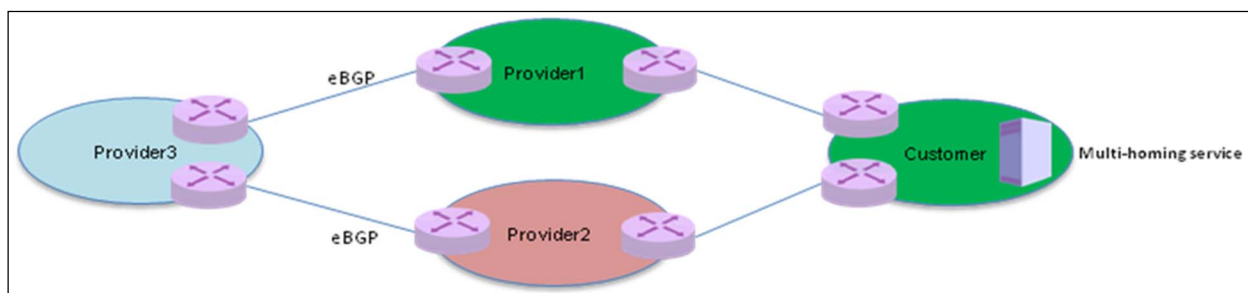 eBGP
Provider1
Provider3
Customer
Multi-homing service
eBGP
Provider2